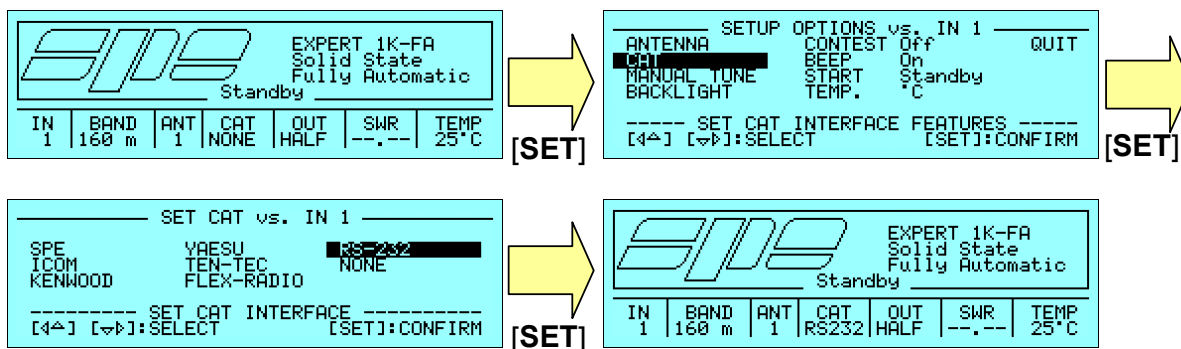 spe
EXPERT 1K-FA
Solid State
Fully Automatic
Standby
IN BAND ANT CAT OUT SWR TEMP
1 160 m 1 NONE HALF --.-- 25°C
[SET]
SETUP OPTIONS vs. IN 1
ANTENNA CONTEST Off QUIT
CAT BEEP On
MANUAL TUNE START Standby
BACKLIGHT TEMP. °C
----- SET CAT INTERFACE FEATURES -----
[◁△] [▽▷]:SELECT [SET]:CONFIRM
[SET]
SET CAT vs. IN 1
SPE YAESU RS-232
ICOM TEN-TEC NONE
KENWOOD FLEX-RADIO
--------- SET CAT INTERFACE ----------
[◁△] [▽▷]:SELECT [SET]:CONFIRM
[SET]
spe
EXPERT 1K-FA
Solid State
Fully Automatic
Standby
IN BAND ANT CAT OUT SWR TEMP
1 160 m 1 RS232 HALF --.-- 25°C